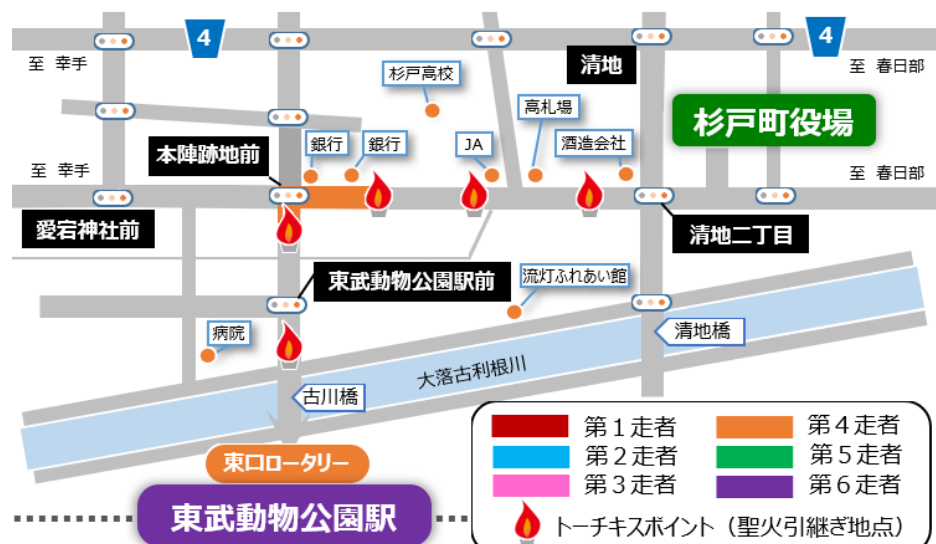 4
4
至 幸手
清地
至 春日部
杉戸高校
高札場
杉戸町役場
本陣跡地前
銀行
銀行
JA
酒造会社
至 幸手
至 春日部
愛宕神社前
清地二丁目
東武動物公園駅前
流灯ふれあい館
病院
清地橋
大落古利根川
古川橋
東口ロータリー
東武動物公園駅
第１走者
第４走者
第２走者
第５走者
第３走者
第６走者
トーチキスポイント（聖火引継ぎ地点）